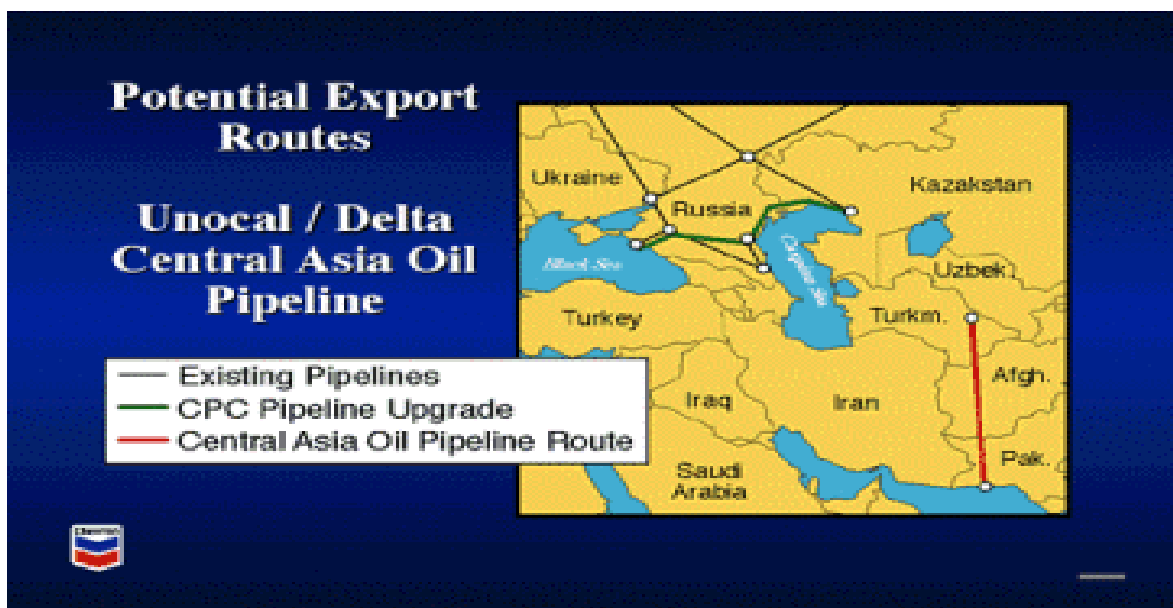 Potential Export
Routes
Unocal / Delta
Central Asia Oil
Pipeline
Existing Pipelines
CPC Pipeline Upgrade
Central Asia Oil Pipeline Route
Ukraine
Russia
Kazakstan
Black Sea
Caspian Sea
Uzbek.
Turkey
Turkm.
Iraq
Iran
Afgh.
Saudi
Arabia
Pak.